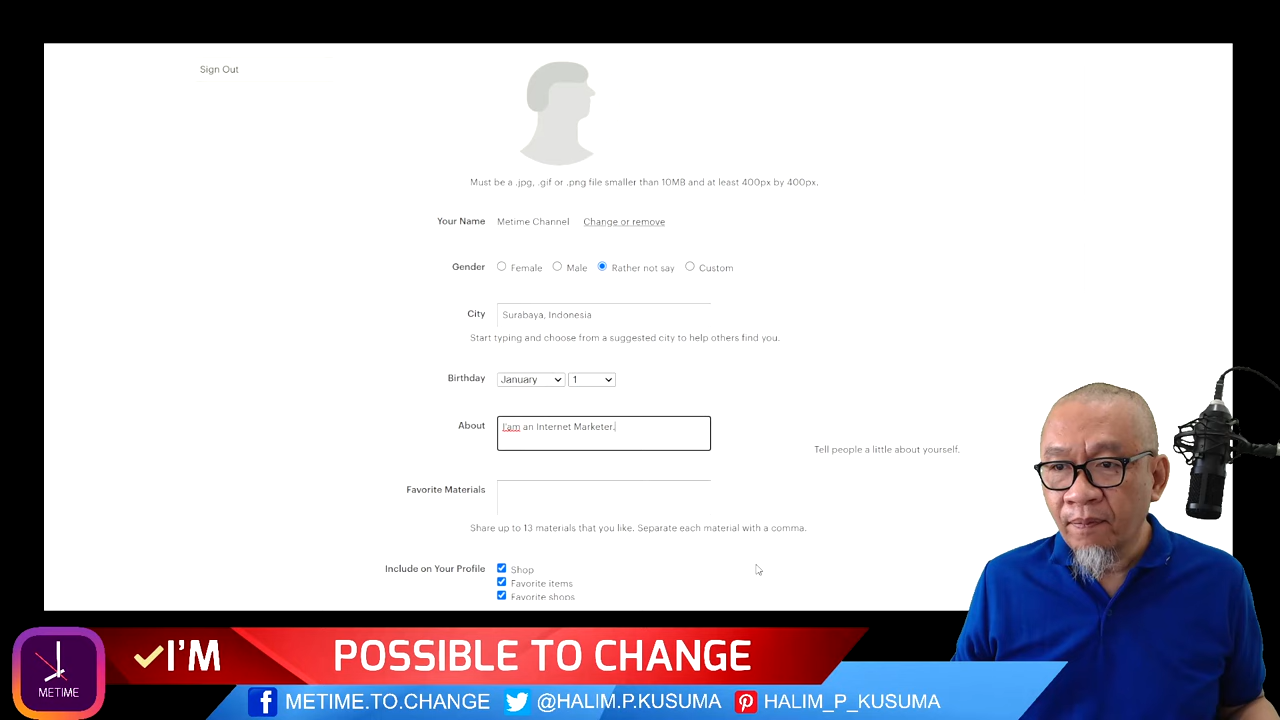 Sign Out
Must be a .jpg, .gif or .png file smaller than 10MB and at least 400px by 400px.
Your Name Metime Channel Change or remove
Gender Female Male Rather not say Custom
City Surabaya, Indonesia
Start typing and choose from a suggested city to help others find you.
Birthday January 1
About I'am an Internet Marketer.
Tell people a little about yourself.
Favorite Materials
Share up to 13 materials that you like. Separate each material with a comma.
Include on Your Profile Shop
Favorite items
Favorite shops
METIME
I'M POSSIBLE TO CHANGE
METIME.TO.CHANGE @HALIM.P.KUSUMA HALIM_P_KUSUMA